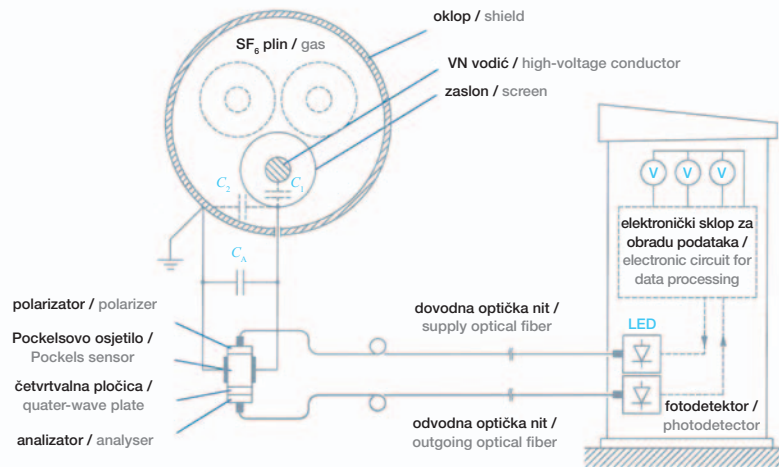 oklop / shield
SF₆ plin / gas
VN vodić / high-voltage conductor
zaslon / screen
C₂
C₁
C_A
V V V
elektronički sklop za
obradu podataka /
electronic circuit for
data processing
polarizator / polarizer
Pockelsovo osjetilo /
Pockels sensor
četvrtvalna pločica /
quater-wave plate
analizator / analyser
dovodna optička nit /
supply optical fiber
LED
odvodna optička nit /
outgoing optical fiber
fotodetektor /
photodetector